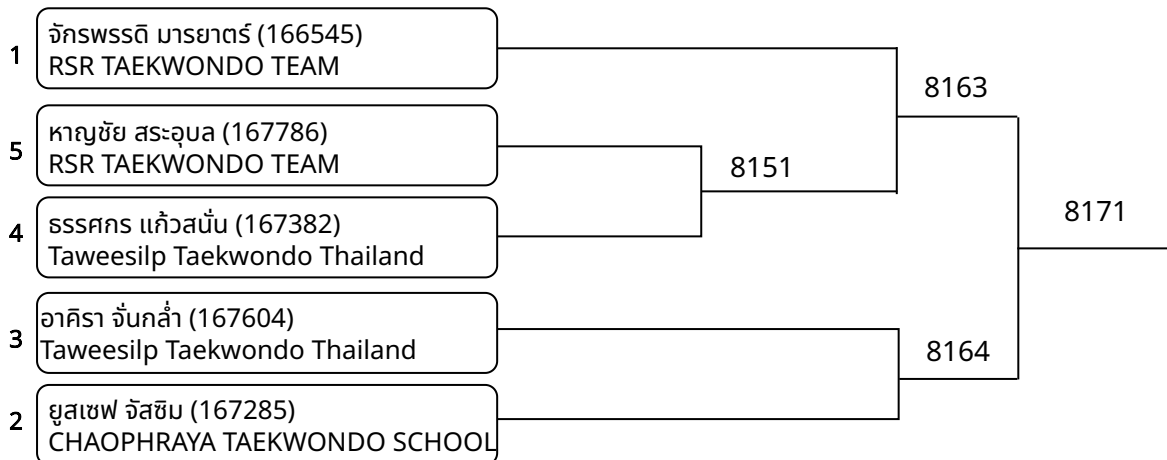 1
จักรพรรดิ มารยาตร์ (166545)
RSR TAEKWONDO TEAM
8163
5
หาญชัย สระอุบล (167786)
RSR TAEKWONDO TEAM
8151
4
ธรรศกร แก้วสนั่น (167382)
Taweesilp Taekwondo Thailand
8171
3
อาคิรา จั่นกล่ำ (167604)
Taweesilp Taekwondo Thailand
8164
2
ยูสเซฟ จัสซิม (167285)
CHAOPHRAYA TAEKWONDO SCHOOL